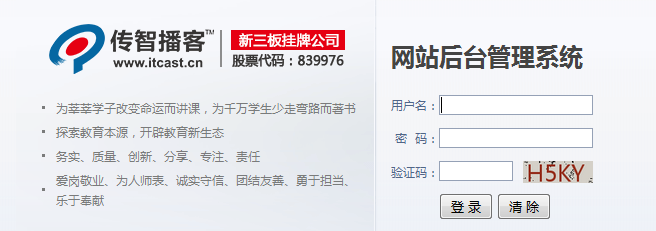 传智播客™
www.itcast.cn
新三板挂牌公司
股票代码：839976
为莘莘学子改变命运而讲课，为千万学生少走弯路而著书
探索教育本源，开辟教育新生态
务实、质量、创新、分享、专注、责任
爱岗敬业、为人师表、诚实守信、团结友善、勇于担当、
乐于奉献
网站后台管理系统
用户名：
密 码：
验证码：
H5KY
登 录
清 除